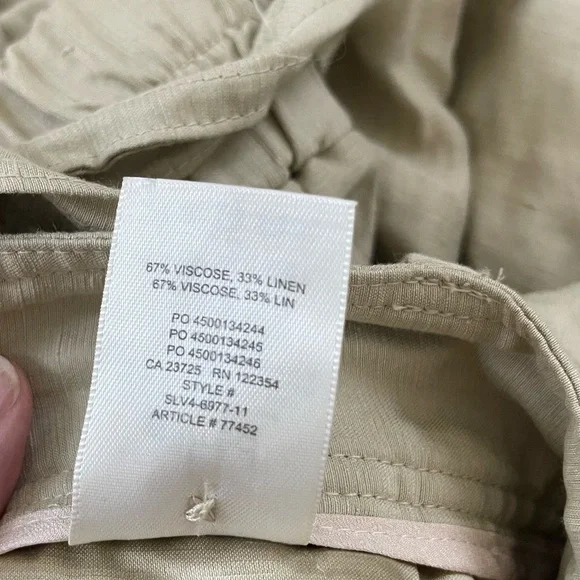 67% VISCOSE, 33% LINEN
67% VISCOSE, 33% LIN
PO 4500134244
PO 4500134245
PO 4500134246
CA 23725 RN 122354
STYLE #
SLV4-6977-11
ARTICLE # 77452